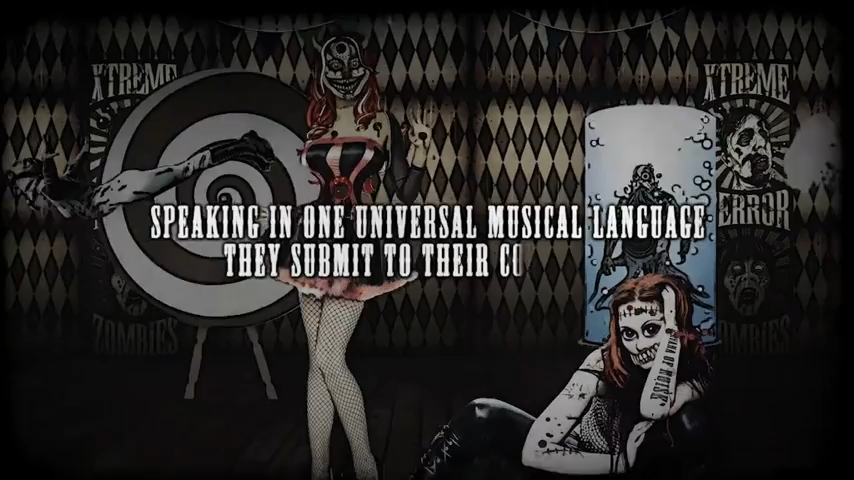 XTREME
XTREME
ERROR
SPEAKING IN ONE UNIVERSAL MUSICAL LANGUAGE
THEY SUBMIT TO THEIR CO
ZOMBIES
ZOMBIES